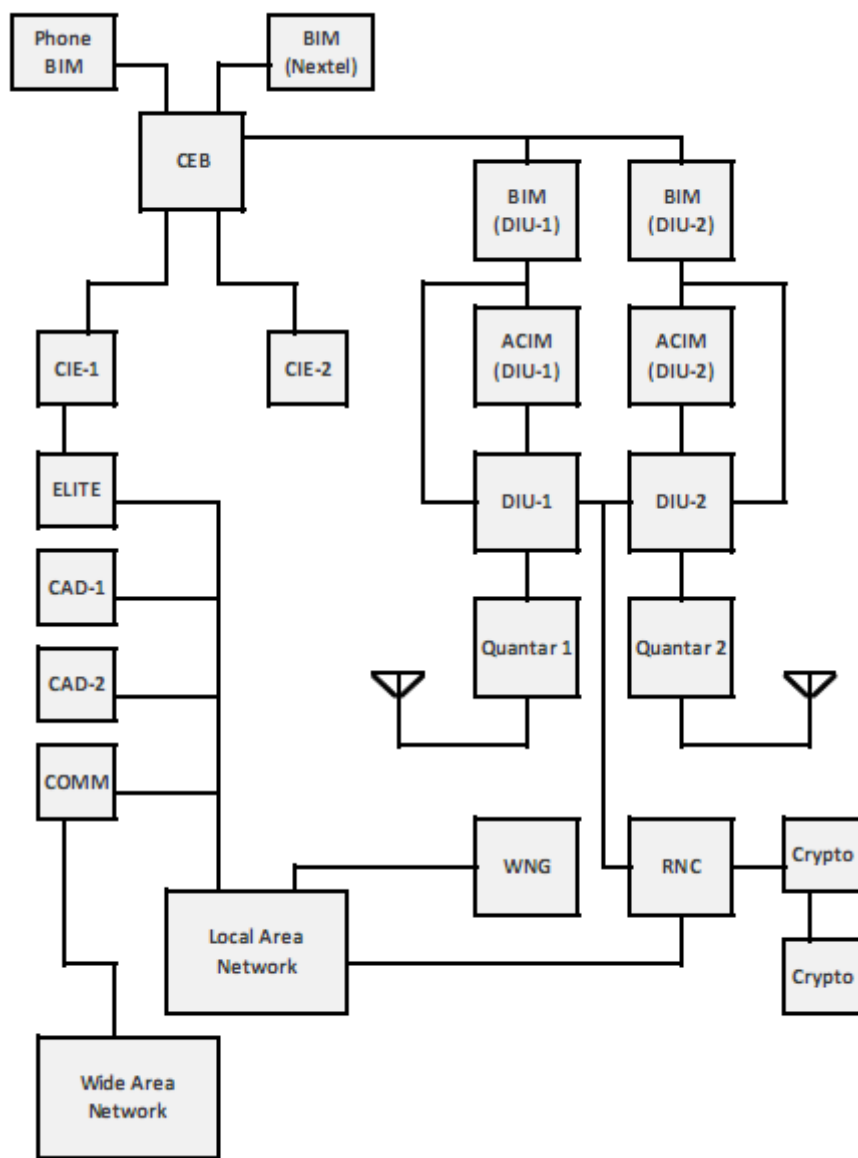 Phone
BIM
BIM
(Nextel)
CEB
BIM
(DIU-1)
BIM
(DIU-2)
CIE-1
CIE-2
ACIM
(DIU-1)
ACIM
(DIU-2)
ELITE
DIU-1
DIU-2
CAD-1
Quantar 1
Quantar 2
CAD-2
COMM
WNG
RNC
Crypto
Local Area
Network
Crypto
Wide Area
Network